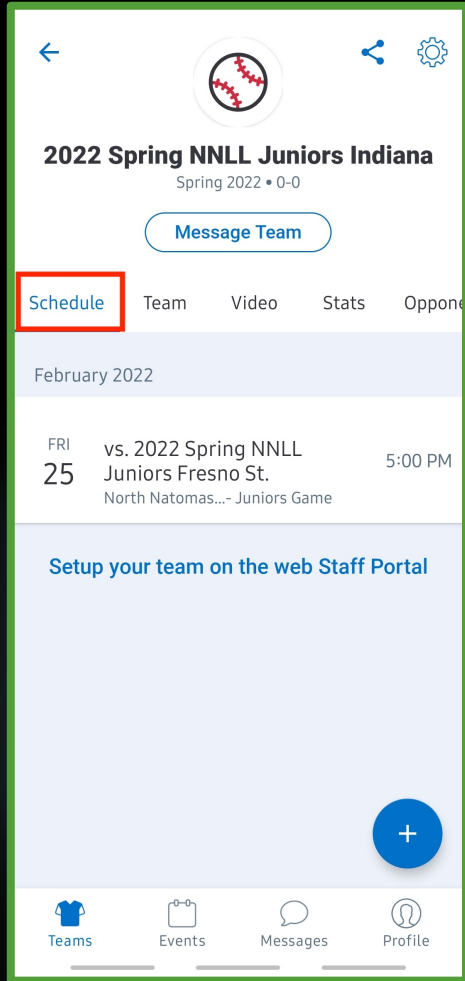 2022 Spring NNLL Juniors Indiana
Spring 2022 • 0-0
Message Team
Schedule Team Video Stats Oppone
February 2022
FRI
25
vs. 2022 Spring NNLL
Juniors Fresno St.
North Natomas...- Juniors Game
5:00 PM
Setup your team on the web Staff Portal
+
Teams Events Messages Profile